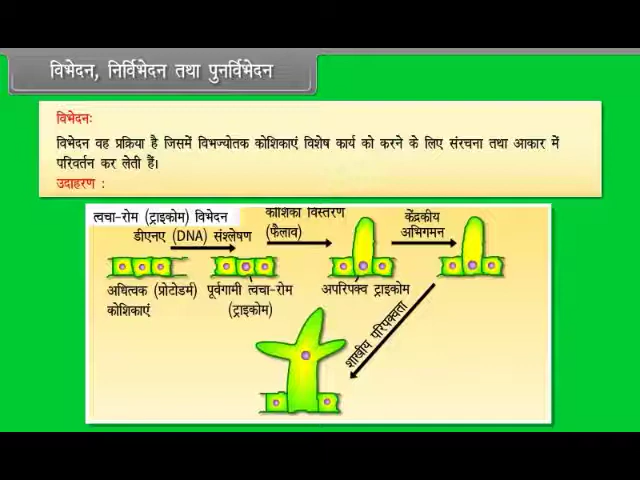 विभेदन, निर्विभेदन तथा पुनर्विभेदन
विभेदनः
विभेदन वह प्रक्रिया है जिसमें विभज्योतक कोशिकाएं विशेष कार्य को करने के लिए संरचना तथा आकार में
परिवर्तन कर लेती हैं।
उदाहरण :
त्वचा-रोम (ट्राइकोम) विभेदन
डीएनए (DNA) संश्लेषण
कोशिका विस्तरण
(फैलाव)
केंद्रकीय
अभिगमन
अधित्वक (प्रोटोडर्म)
कोशिकाएं
पूर्वगामी त्वचा-रोम
(ट्राइकोम)
अपरिपक्व ट्राइकोम
शाखीय परिपक्वता